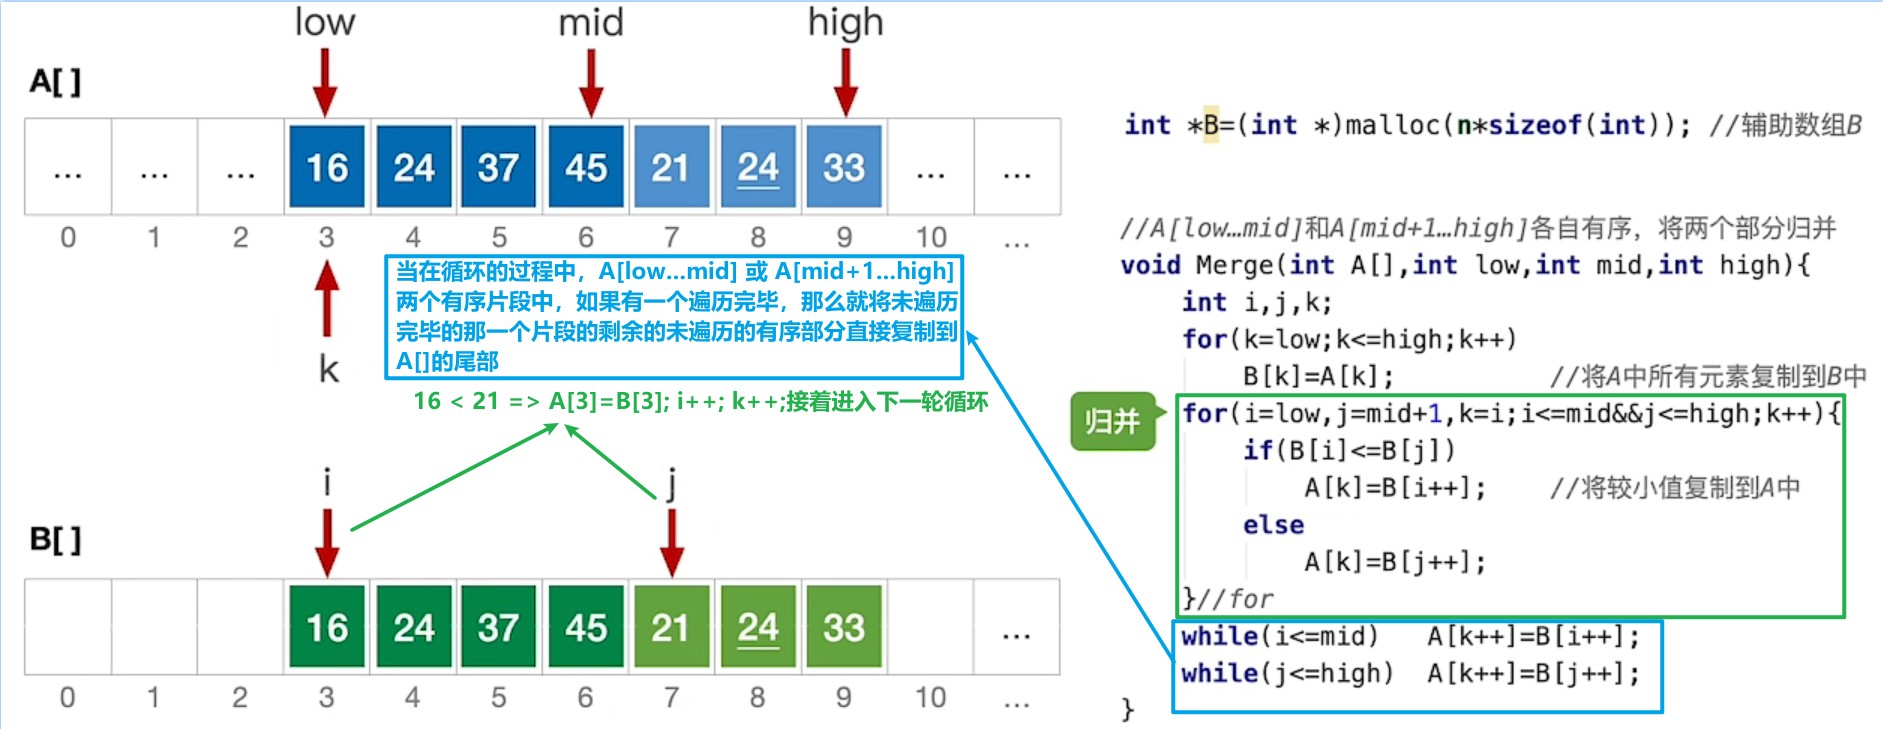 low mid high
A[ ]
... ... ... 16 24 37 45 21 24 33 ... ...
0 1 2 3 4 5 6 7 8 9 10 ...
k
当在循环的过程中，A[low...mid] 或 A[mid+1...high]
两个有序片段中，如果有一个遍历完毕，那么就将未遍历
完毕的那一个片段的剩余的未遍历的有序部分直接复制到
A[]的尾部
16 < 21 => A[3]=B[3]; i++; k++;接着进入下一轮循环
i j
B[ ]
16 24 37 45 21 24 33 ...
0 1 2 3 4 5 6 7 8 9 10 ...
int *B=(int *)malloc(n*sizeof(int)); //辅助数组B
//A[low…mid]和A[mid+1…high]各自有序，将两个部分归并
void Merge(int A[],int low,int mid,int high){
int i,j,k;
for(k=low;k<=high;k++)
B[k]=A[k]; //将A中所有元素复制到B中
归并
for(i=low,j=mid+1,k=i;i<=mid&&j<=high;k++){
if(B[i]<=B[j])
A[k]=B[i++]; //将较小值复制到A中
else
A[k]=B[j++];
}//for
while(i<=mid) A[k++]=B[i++];
while(j<=high) A[k++]=B[j++];
}